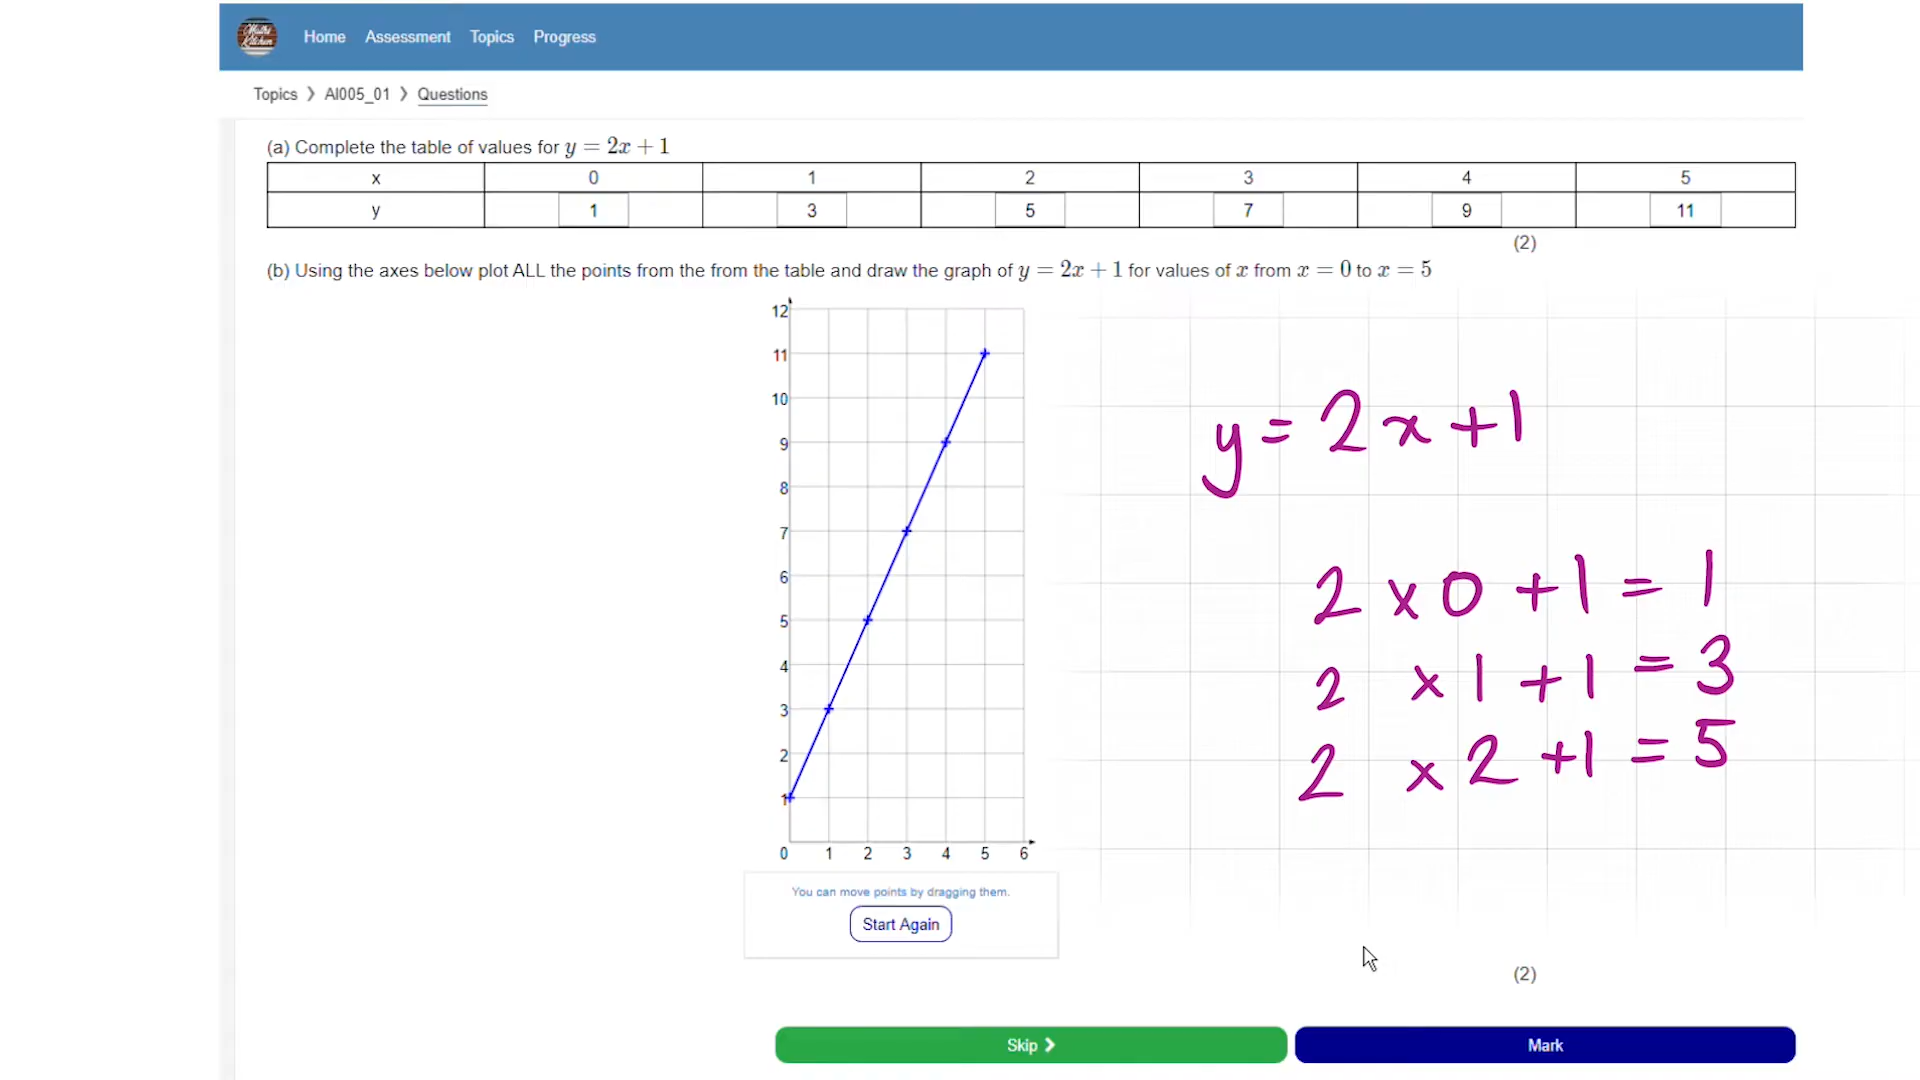 Maths Kitchen
Home Assessment Topics Progress
Topics ❯ AI005_01 ❯ Questions
(a) Complete the table of values for y = 2x + 1
x 0 1 2 3 4 5
y 1 3 5 7 9 11
(2)
(b) Using the axes below plot ALL the points from the from the table and draw the graph of y = 2x + 1 for values of x from x = 0 to x = 5
12
11
10
9
8
7
6
5
4
3
2
1
0 1 2 3 4 5 6
y = 2x + 1
2 × 0 + 1 = 1
2 × 1 + 1 = 3
2 × 2 + 1 = 5
You can move points by dragging them.
Start Again
(2)
Skip ❯
Mark